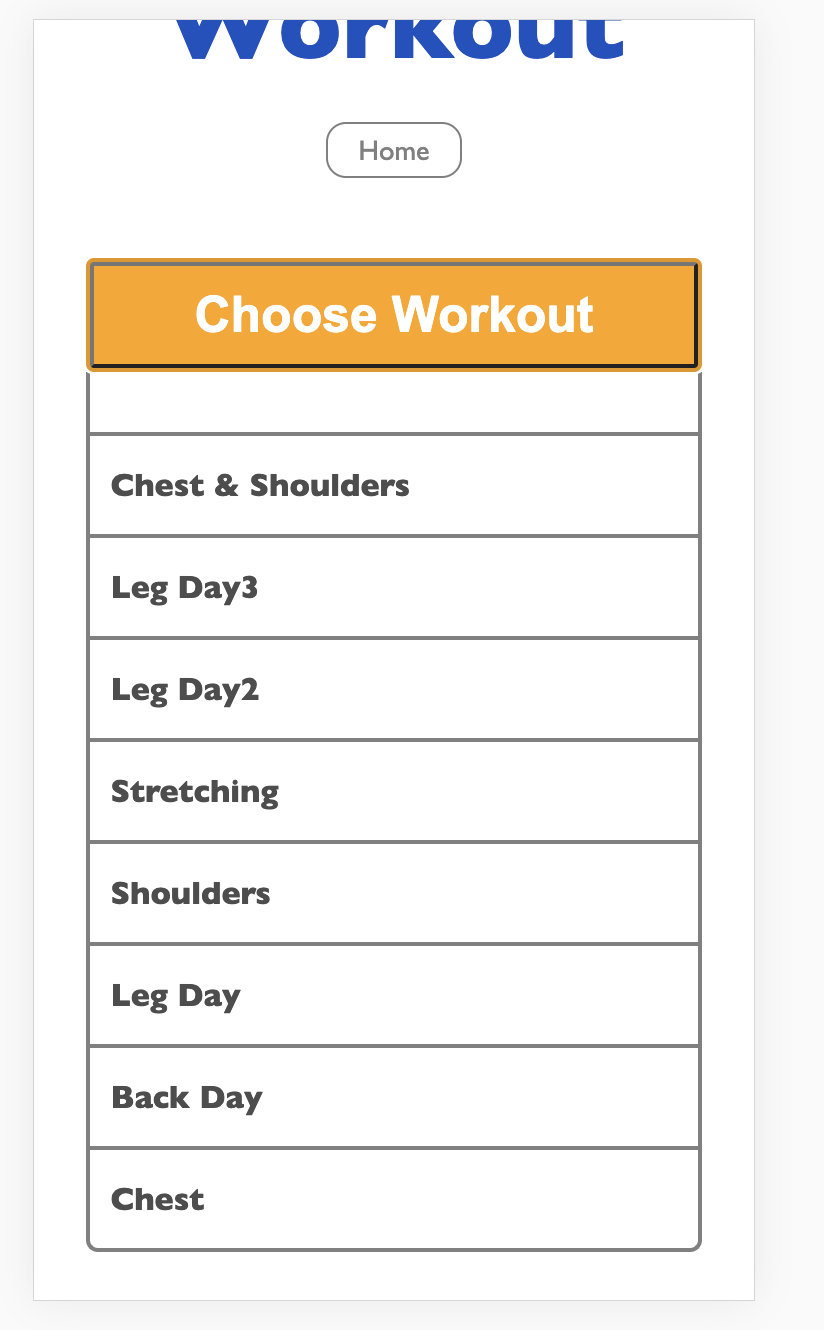 Workout
Home
Choose Workout
Chest & Shoulders
Leg Day3
Leg Day2
Stretching
Shoulders
Leg Day
Back Day
Chest